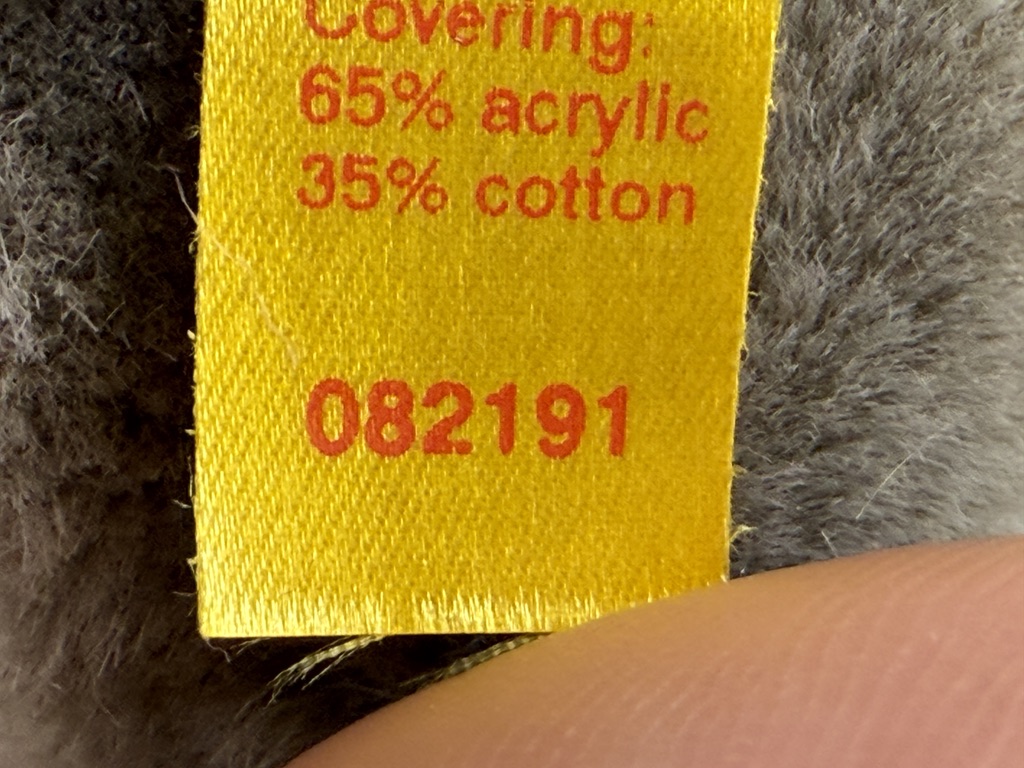 Covering:
65% acrylic
35% cotton
082191